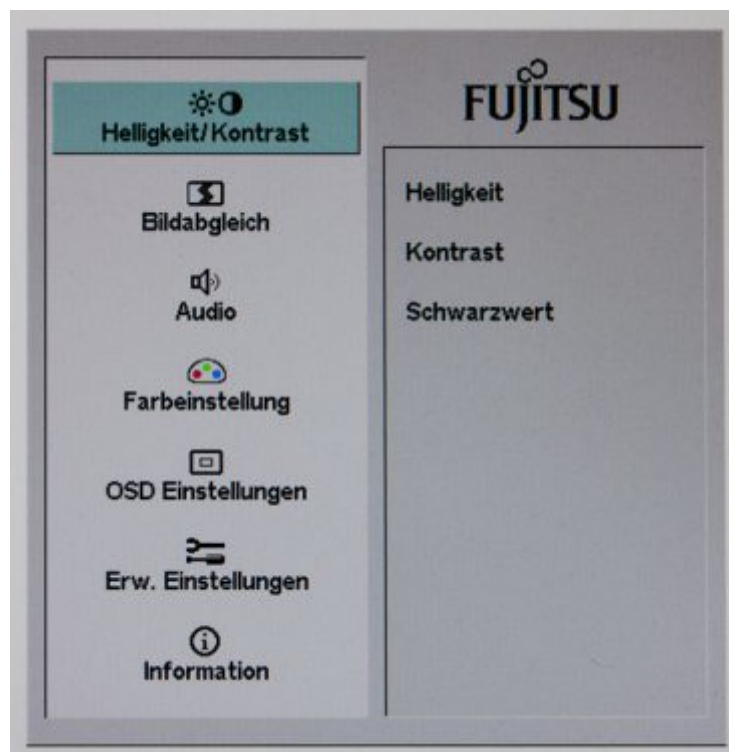 Helligkeit/Kontrast
Bildabgleich
Audio
Farbeinstellung
OSD Einstellungen
Erw. Einstellungen
Information
FUJITSU
Helligkeit
Kontrast
Schwarzwert